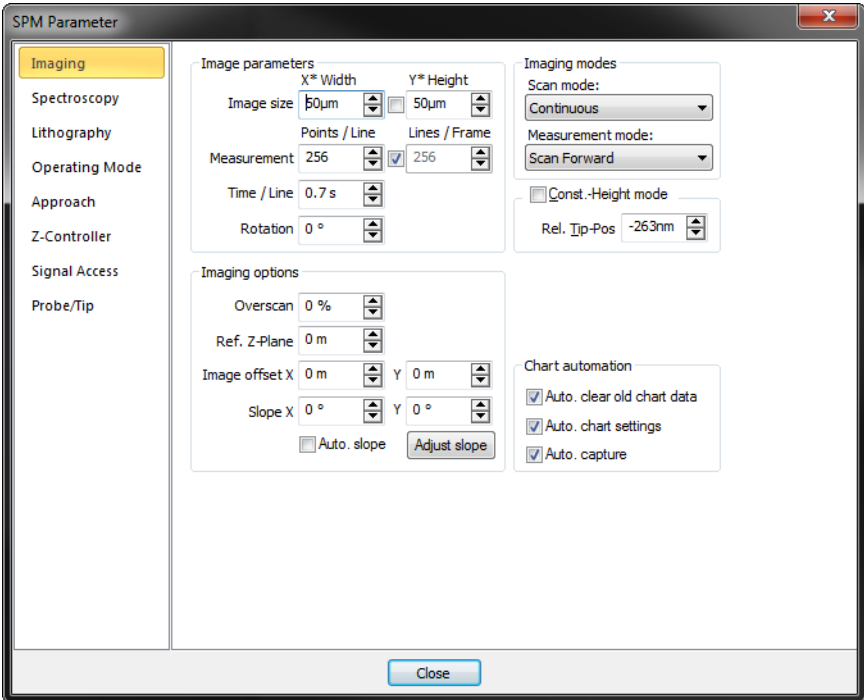 SPM Parameter
x
Imaging
Spectroscopy
Lithography
Operating Mode
Approach
Z-Controller
Signal Access
Probe/Tip
Image parameters
X* Width Y* Height
Image size 50µm 50µm
Points / Line Lines / Frame
Measurement 256 256
Time / Line 0.7 s
Rotation 0 °
Imaging modes
Scan mode:
Continuous
Measurement mode:
Scan Forward
Const.-Height mode
Rel. Tip-Pos -263nm
Imaging options
Overscan 0 %
Ref. Z-Plane 0 m
Image offset X 0 m Y 0 m
Slope X 0 ° Y 0 °
Auto. slope Adjust slope
Chart automation
Auto. clear old chart data
Auto. chart settings
Auto. capture
Close